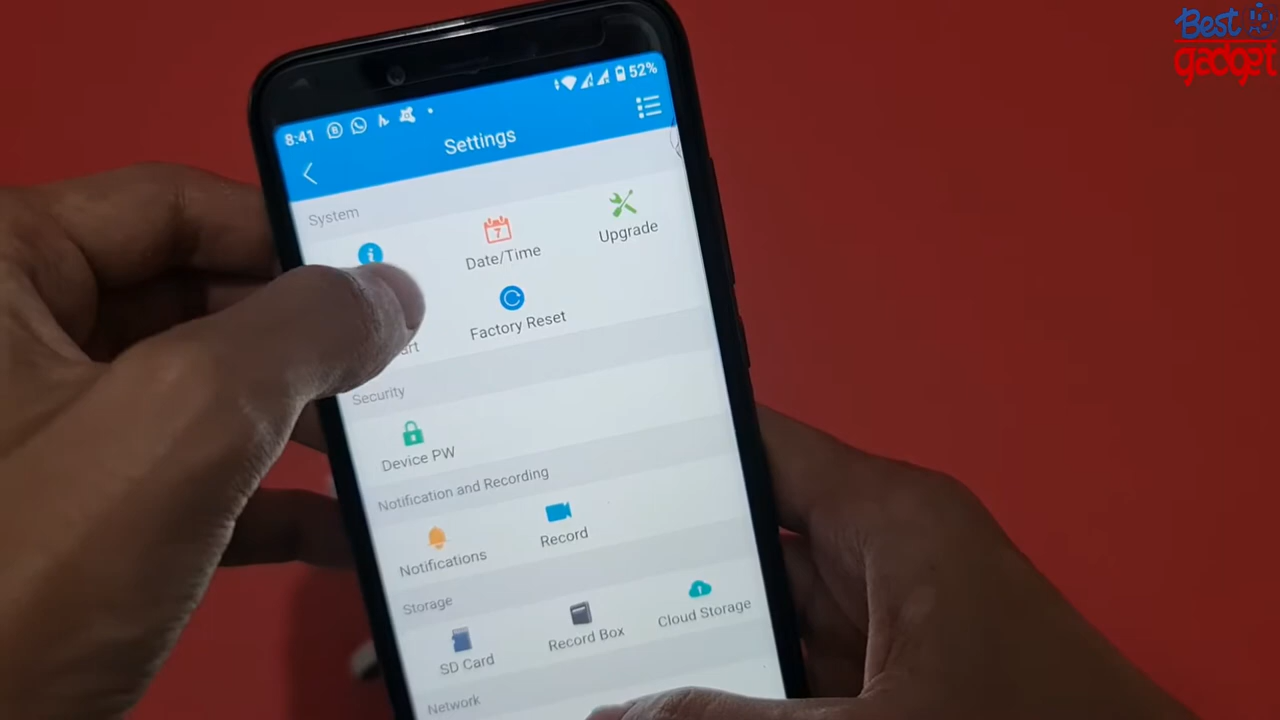 Best
gadget
8:41
52%
Settings
System
Date/Time
Upgrade
Factory Reset
Security
Device PW
Notification and Recording
Notifications
Record
Storage
SD Card
Record Box
Cloud Storage
Network